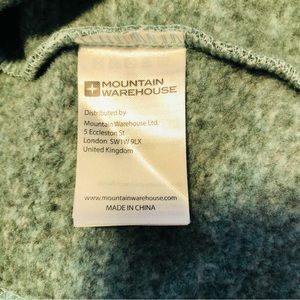 MOUNTAIN
WAREHOUSE
Distributed by
Mountain Warehouse Ltd.
5 Eccleston St
London SW1W 9LX
United Kingdom
www.mountainwarehouse.com
MADE IN CHINA